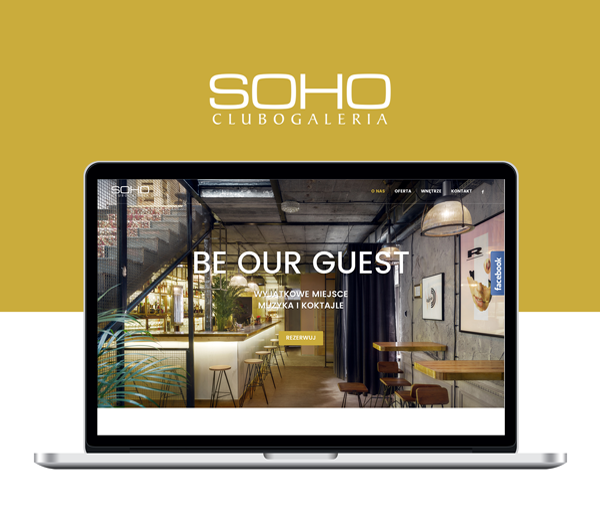 SOHO
CLUBOGALERIA
SOHO
O NAS OFERTA WNĘTRZE KONTAKT f
BE OUR GUEST
WYJĄTKOWE MIEJSCE
MUZYKA I KOKTAJLE
REZERWUJ
facebook
R